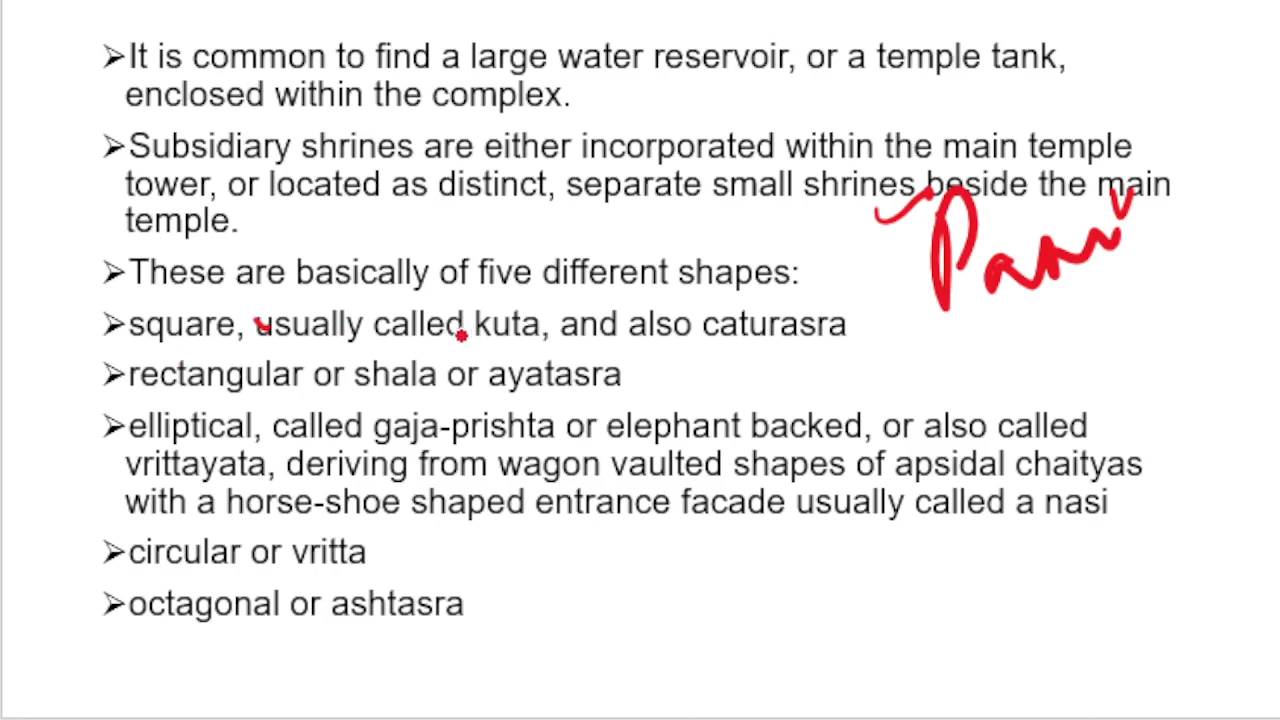 ➢It is common to find a large water reservoir, or a temple tank,
enclosed within the complex.
➢Subsidiary shrines are either incorporated within the main temple
tower, or located as distinct, separate small shrines beside the main
temple.
➢These are basically of five different shapes:
➢square, usually called kuta, and also caturasra
➢rectangular or shala or ayatasra
➢elliptical, called gaja-prishta or elephant backed, or also called
vrittayata, deriving from wagon vaulted shapes of apsidal chaityas
with a horse-shoe shaped entrance facade usually called a nasi
➢circular or vritta
➢octagonal or ashtasra